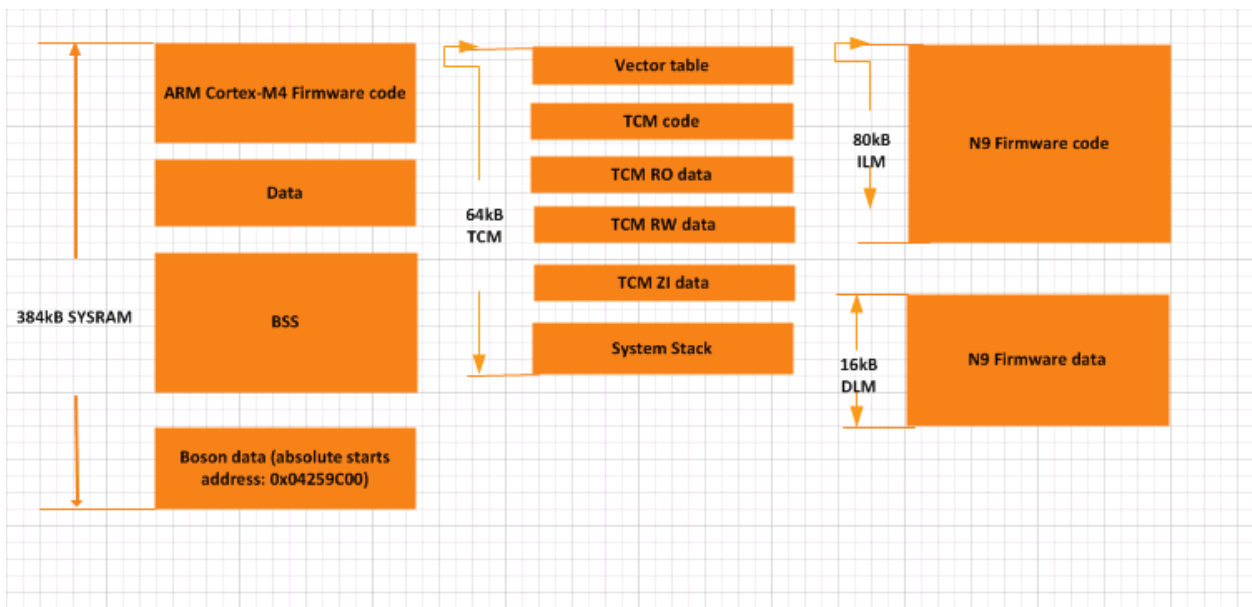 384kB SYSRAM
ARM Cortex-M4 Firmware code
Data
BSS
Boson data (absolute starts
address: 0x04259C00)
64kB
TCM
Vector table
TCM code
TCM RO data
TCM RW data
TCM ZI data
System Stack
80kB
ILM
N9 Firmware code
16kB
DLM
N9 Firmware data